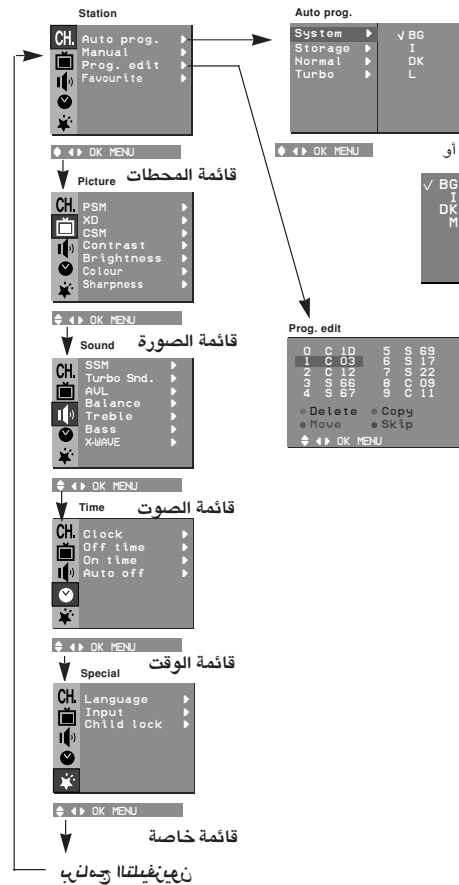 Station
CH. Auto prog.
Manual
Prog. edit
Favourite
OK MENU
قائمة المحطات
Auto prog.
System √ BG
Storage I
Normal DK
Turbo L
OK MENU
أو
√ BG
I
DK
M
Picture
CH. PSM
XD
CSM
Contrast
Brightness
Colour
Sharpness
OK MENU
قائمة الصورة
Prog. edit
0 C 10 5 S 69
1 C 03 6 S 17
2 C 12 7 S 22
3 S 66 8 C 09
4 S 67 9 C 11
Delete Copy
Move Skip
OK MENU
Sound
CH. SSM
Turbo Snd.
AVL
Balance
Treble
Bass
X-WAVE
OK MENU
قائمة الصوت
Time
CH. Clock
Off time
On time
Auto off
OK MENU
قائمة الوقت
Special
CH. Language
Input
Child lock
OK MENU
قائمة خاصة
برنامج التليفزيون